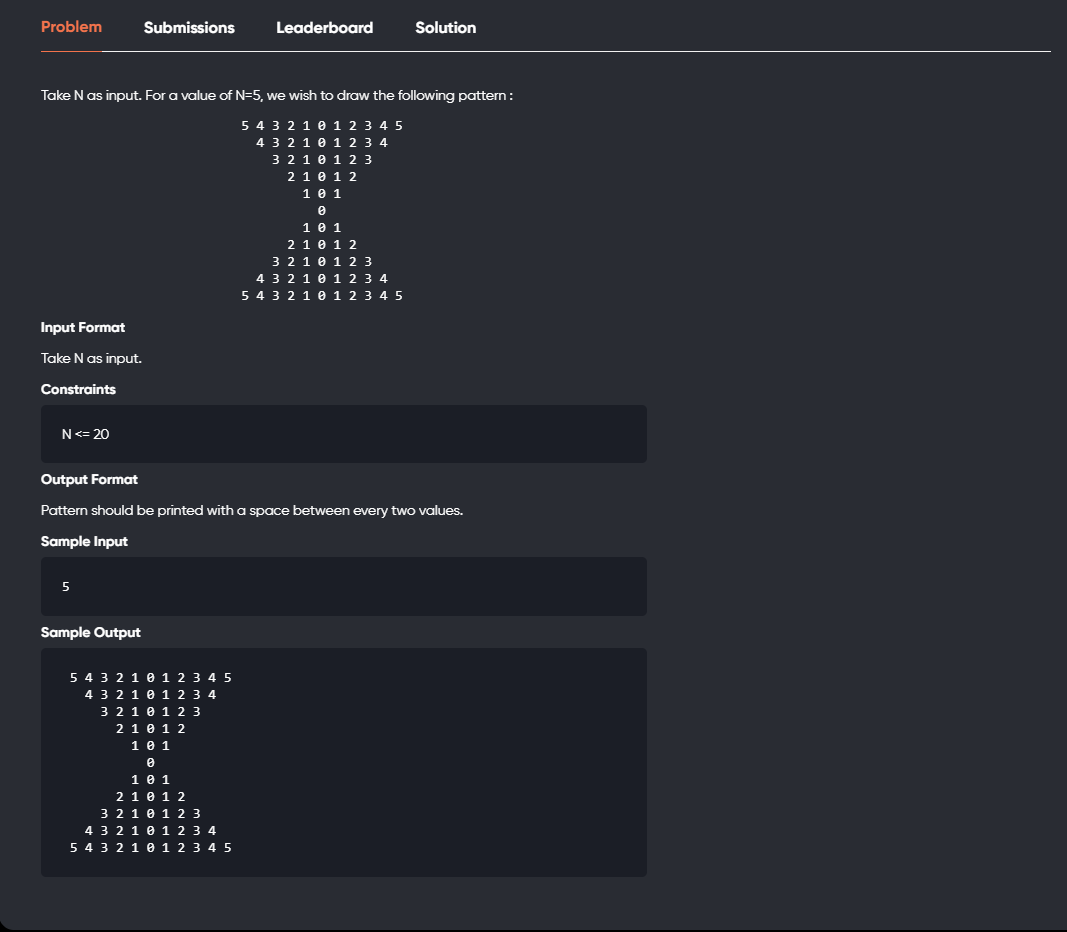 Problem Submissions Leaderboard Solution
Take N as input. For a value of N=5, we wish to draw the following pattern :
5 4 3 2 1 0 1 2 3 4 5
4 3 2 1 0 1 2 3 4
3 2 1 0 1 2 3
2 1 0 1 2
1 0 1
0
1 0 1
2 1 0 1 2
3 2 1 0 1 2 3
4 3 2 1 0 1 2 3 4
5 4 3 2 1 0 1 2 3 4 5
Input Format
Take N as input.
Constraints
N <= 20
Output Format
Pattern should be printed with a space between every two values.
Sample Input
5
Sample Output
5 4 3 2 1 0 1 2 3 4 5
4 3 2 1 0 1 2 3 4
3 2 1 0 1 2 3
2 1 0 1 2
1 0 1
0
1 0 1
2 1 0 1 2
3 2 1 0 1 2 3
4 3 2 1 0 1 2 3 4
5 4 3 2 1 0 1 2 3 4 5